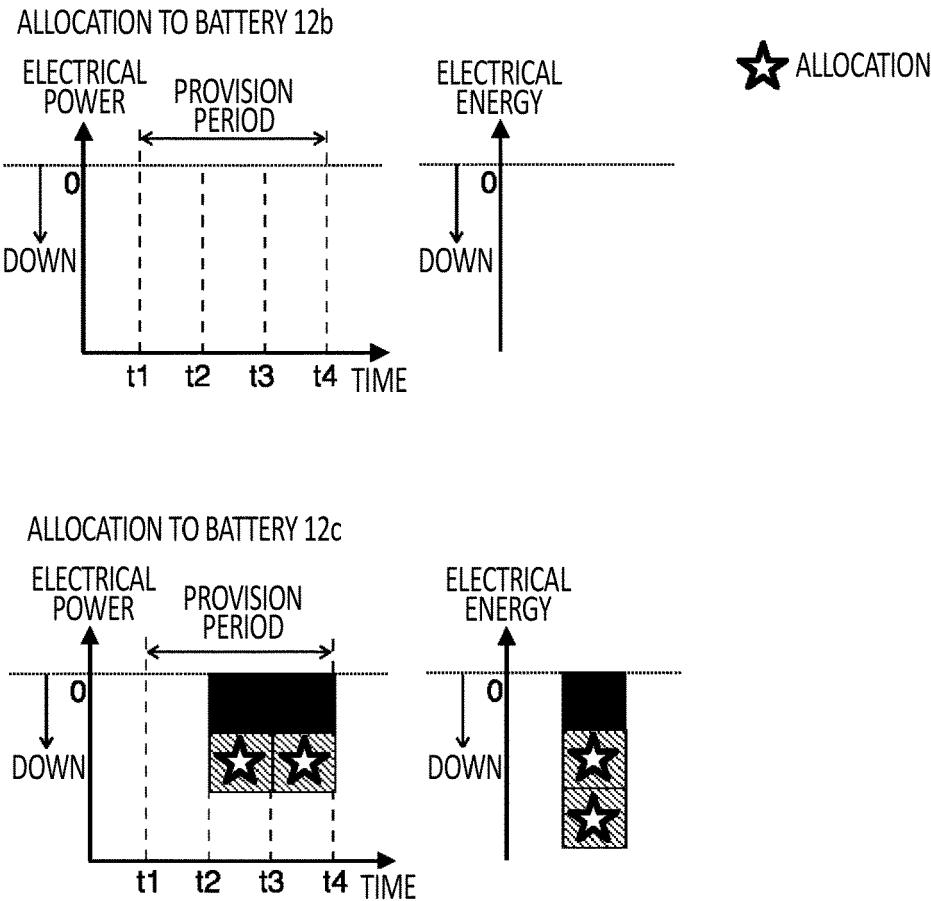 ALLOCATION TO BATTERY 12b
ALLOCATION
ELECTRICAL
POWER
PROVISION
PERIOD
0
DOWN
t1 t2 t3 t4 TIME
ELECTRICAL
ENERGY
0
DOWN
ALLOCATION TO BATTERY 12c
ELECTRICAL
POWER
PROVISION
PERIOD
0
DOWN
t1 t2 t3 t4 TIME
ELECTRICAL
ENERGY
0
DOWN